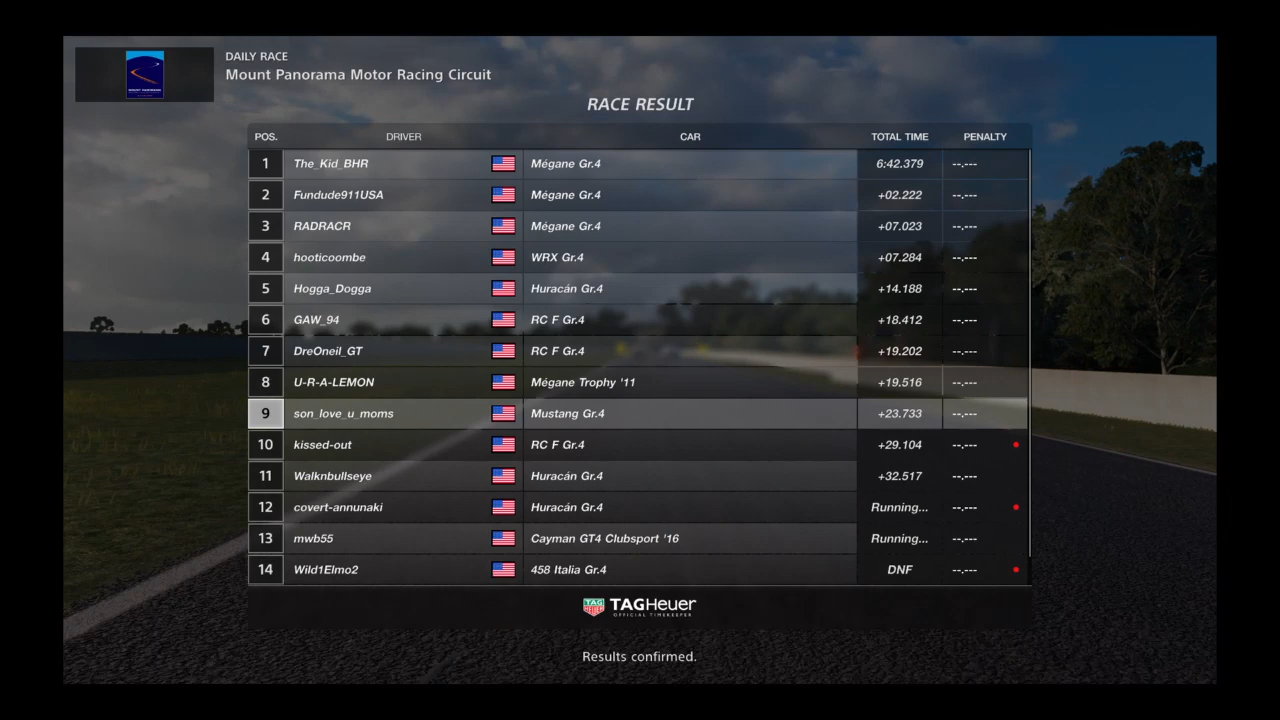 DAILY RACE
Mount Panorama Motor Racing Circuit
RACE RESULT
POS. DRIVER CAR TOTAL TIME PENALTY
1 The_Kid_BHR Mégane Gr.4 6:42.379 --.---
2 Fundude911USA Mégane Gr.4 +02.222 --.---
3 RADRACR Mégane Gr.4 +07.023 --.---
4 hooticoombe WRX Gr.4 +07.284 --.---
5 Hogga_Dogga Huracán Gr.4 +14.188 --.---
6 GAW_94 RC F Gr.4 +18.412 --.---
7 DreOneil_GT RC F Gr.4 +19.202 --.---
8 U-R-A-LEMON Mégane Trophy '11 +19.516 --.---
9 son_love_u_moms Mustang Gr.4 +23.733 --.---
10 kissed-out RC F Gr.4 +29.104 --.---
11 Walknbullseye Huracán Gr.4 +32.517 --.---
12 covert-annunaki Huracán Gr.4 Running... --.---
13 mwb55 Cayman GT4 Clubsport '16 Running... --.---
14 Wild1Elmo2 458 Italia Gr.4 DNF --.---
TAG HEUER TAGHeuer
OFFICIAL TIMEKEEPER
Results confirmed.